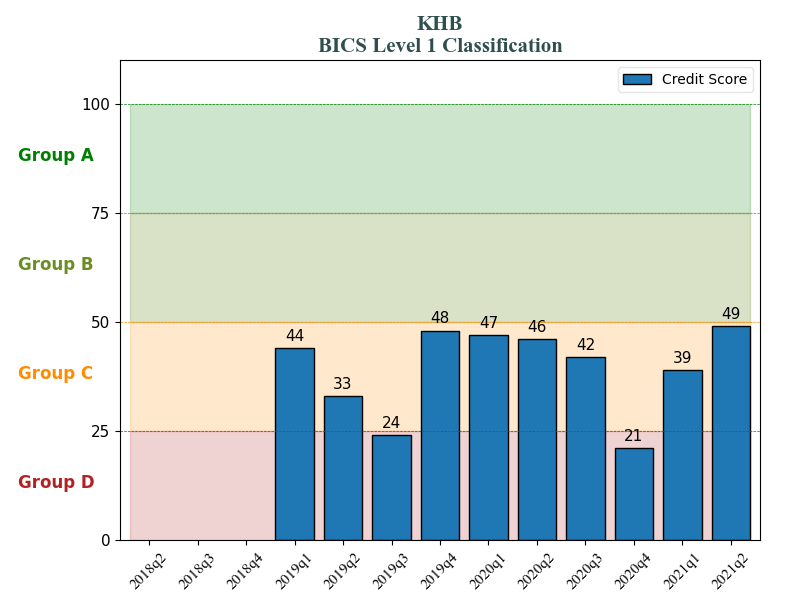 KHB
BICS Level 1 Classification
Credit Score
100
Group A
75
Group B
50
Group C
25
Group D
0
44
33
24
48
47
46
42
21
39
49
2018q2
2018q3
2018q4
2019q1
2019q2
2019q3
2019q4
2020q1
2020q2
2020q3
2020q4
2021q1
2021q2